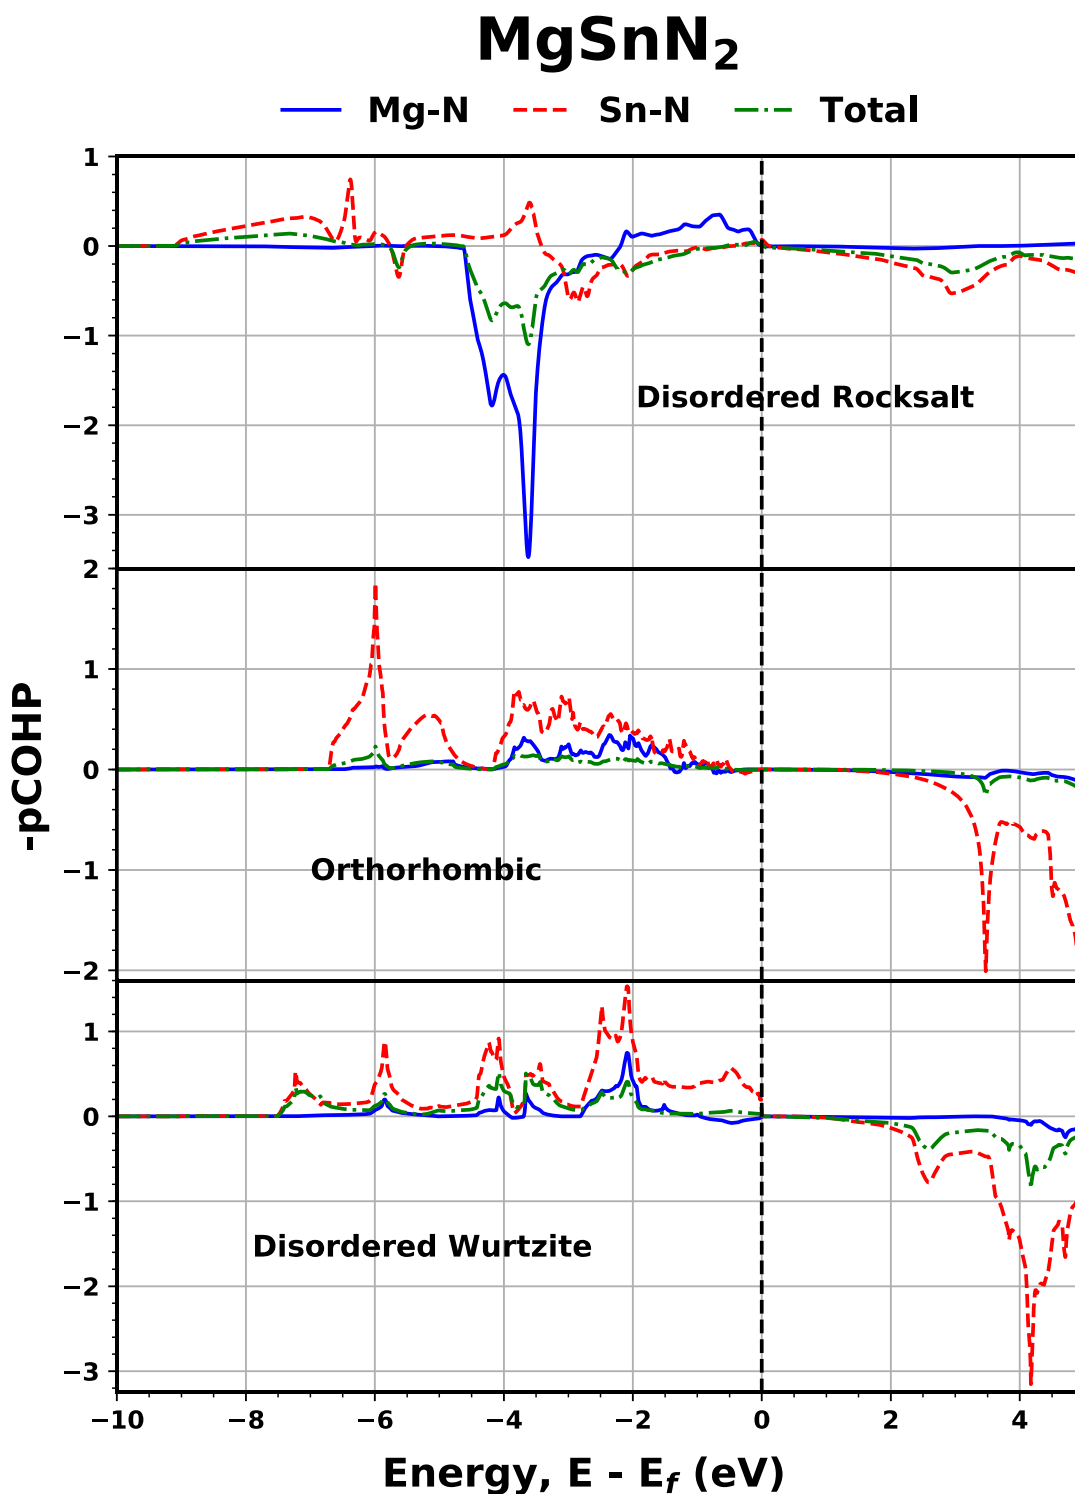 MgSnN₂
Mg-N Sn-N Total
1
0
−1
−2
−3
Disordered Rocksalt
2
1
0
−1
−2
Orthorhombic
-pCOHP
1
0
−1
−2
−3
Disordered Wurtzite
−10 −8 −6 −4 −2 0 2 4
Energy, E - E_f (eV)